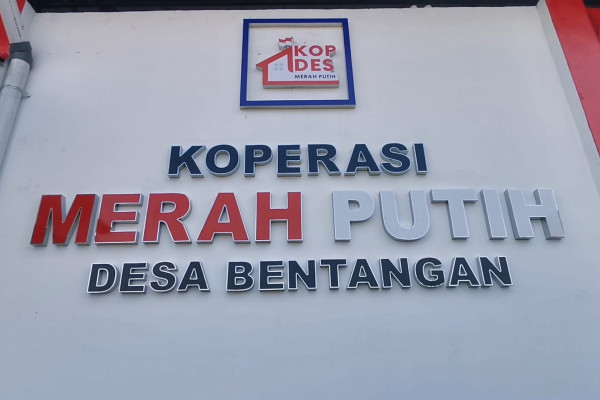 KOP
DES
MERAH PUTIH
KOPERASI
MERAH PUTIH
DESA BENTANGAN